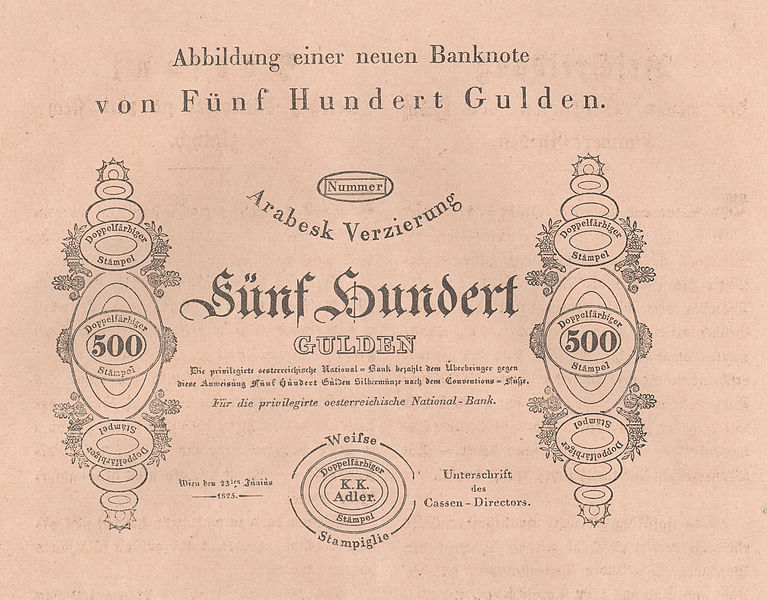 Abbildung einer neuen Banknote
von Fünf Hundert Gulden.
Nummer
Arabesk Verzierung
Doppelfärbiger
Stämpel
Doppelfärbiger
Stämpel
Fünf Hundert
GULDEN
Doppelfärbiger
500
Stämpel
Doppelfärbiger
500
Stämpel
Die privilegirte oesterreichische National-Bank bezahlt dem Überbringer gegen
diese Anweisung Fünf Hundert Gulden Silbermünze nach dem Conventions-Fuße.
Für die privilegirte oesterreichische National-Bank.
Doppelfärbiger
Stämpel
Doppelfärbiger
Stämpel
Weiſse
Doppelfärbiger
K.K.
Adler.
Stämpel
Stampiglie
Wien den 23ten Június
1825.
Unterschrift
des
Cassen-Directors.